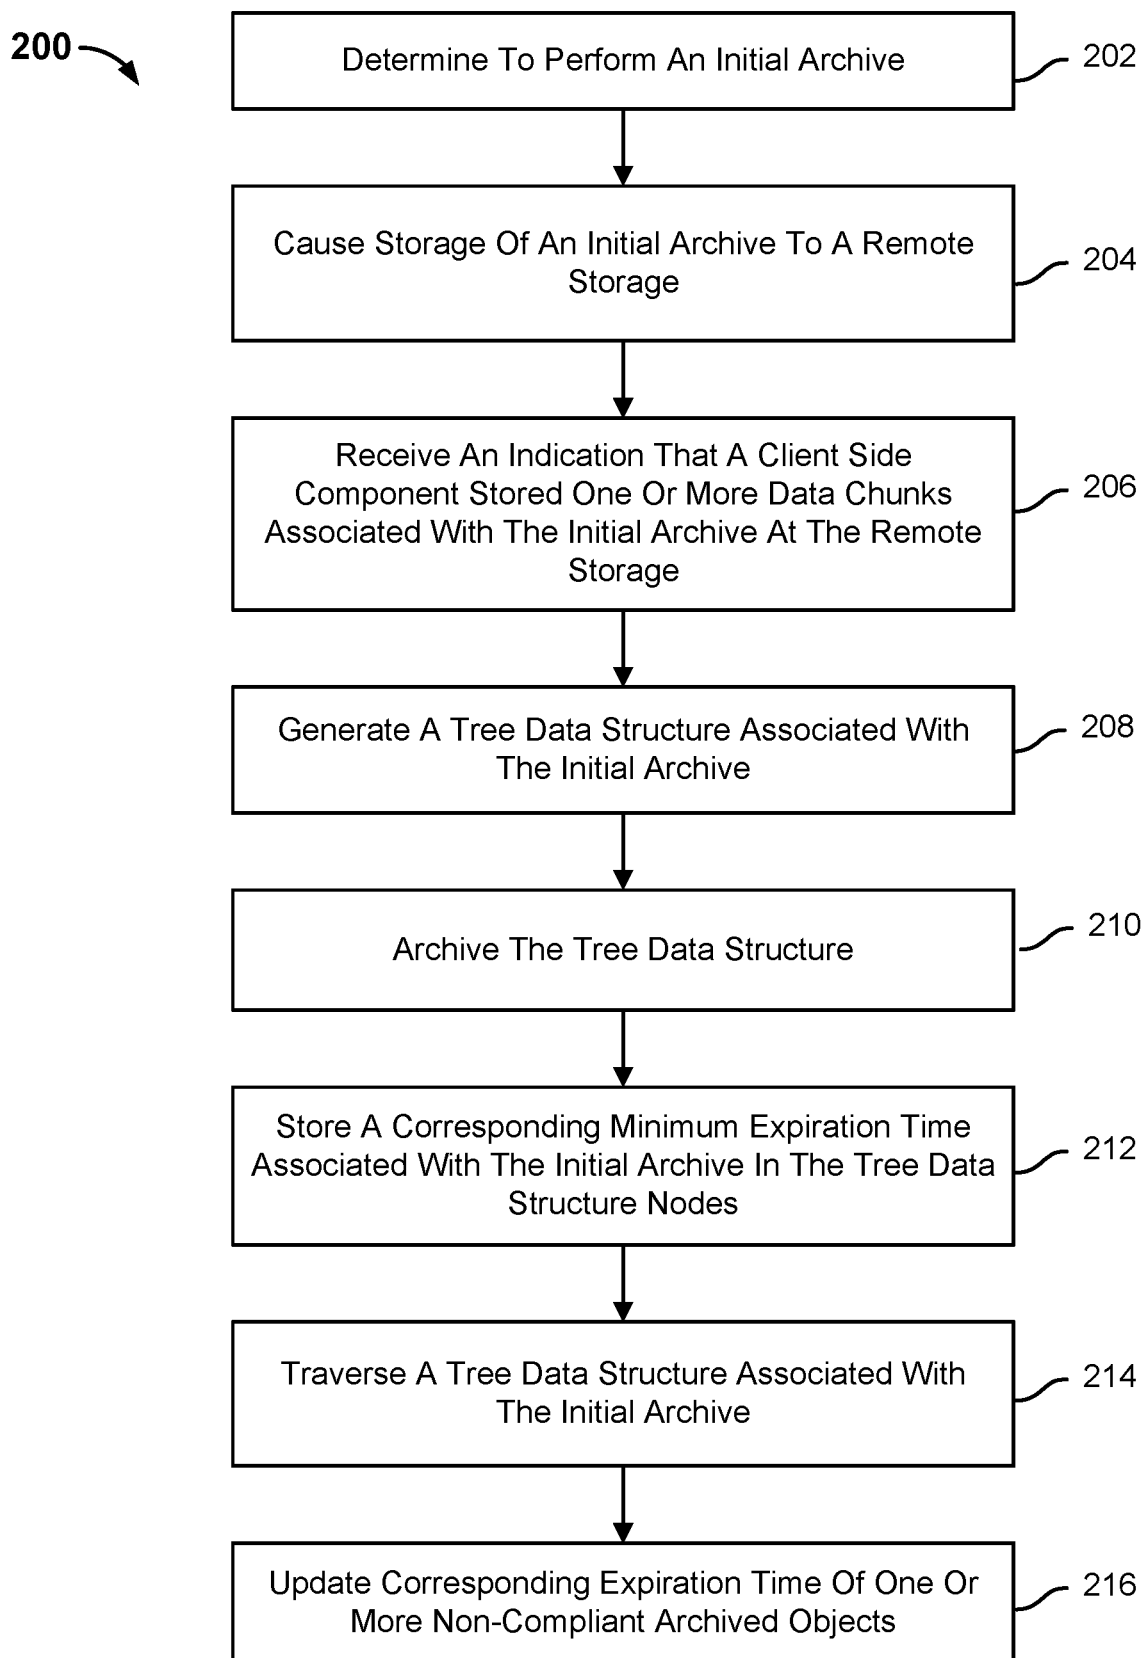 200
Determine To Perform An Initial Archive
202
Cause Storage Of An Initial Archive To A Remote
Storage
204
Receive An Indication That A Client Side
Component Stored One Or More Data Chunks
Associated With The Initial Archive At The Remote
Storage
206
Generate A Tree Data Structure Associated With
The Initial Archive
208
Archive The Tree Data Structure
210
Store A Corresponding Minimum Expiration Time
Associated With The Initial Archive In The Tree Data
Structure Nodes
212
Traverse A Tree Data Structure Associated With
The Initial Archive
214
Update Corresponding Expiration Time Of One Or
More Non-Compliant Archived Objects
216